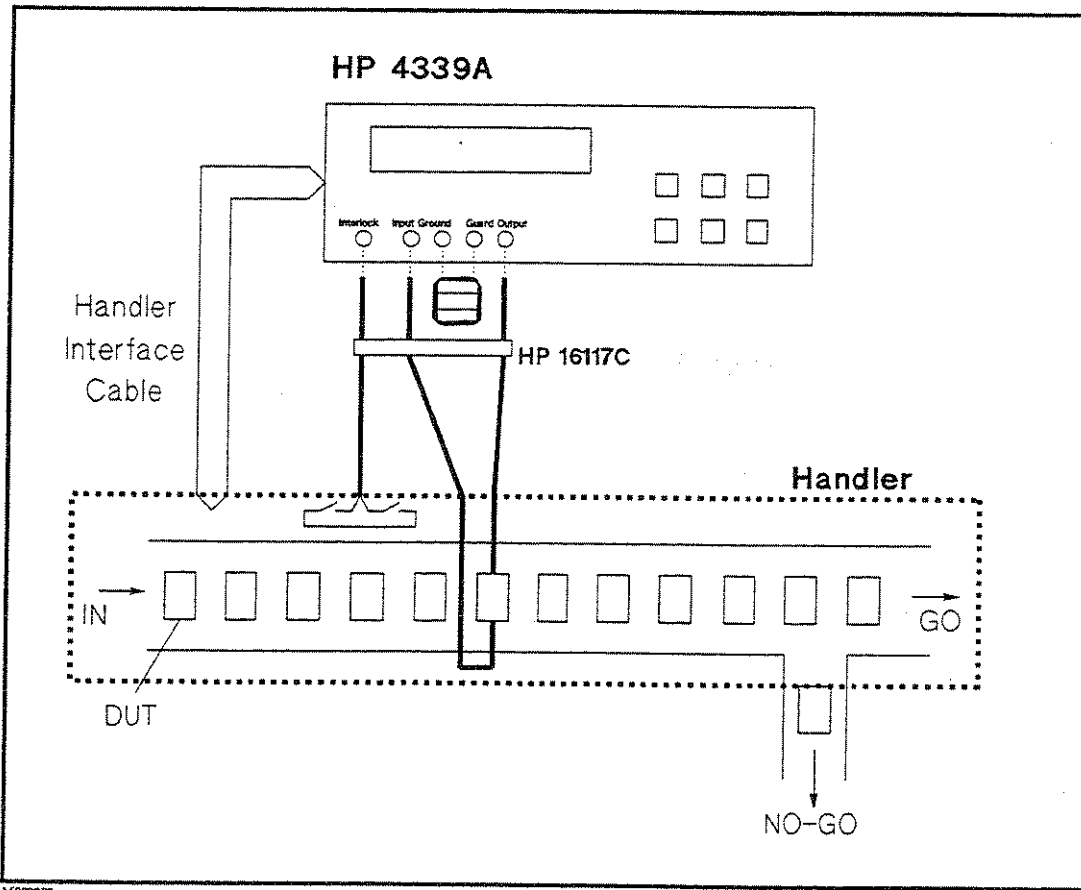 HP 4339A
Interlock Input Ground Guard Output
Handler
Interface
Cable
HP 16117C
Handler
IN
GO
DUT
NO-GO